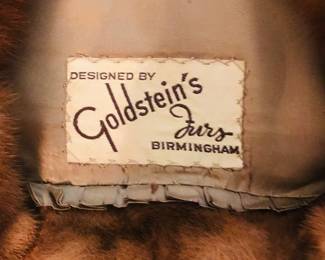 DESIGNED BY
Goldstein's
Furs
BIRMINGHAM